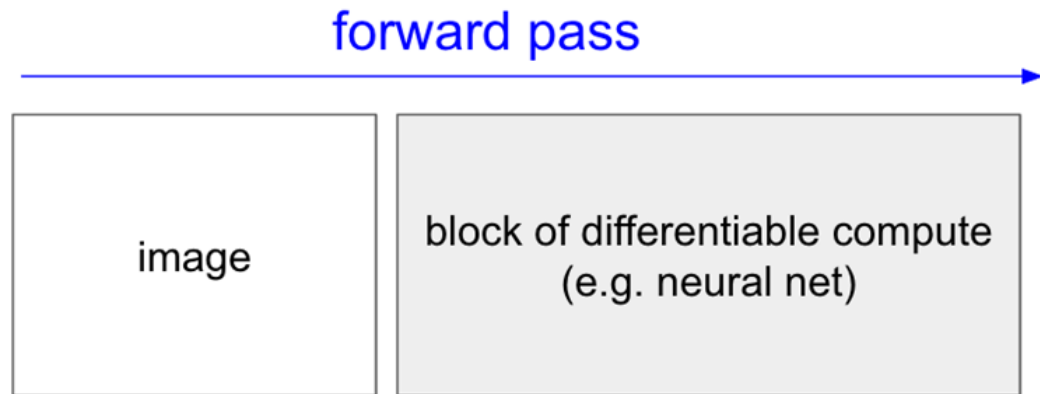 forward pass
image
block of differentiable compute
(e.g. neural net)